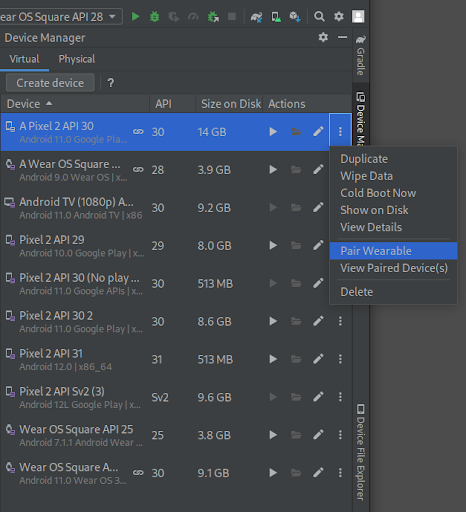 ear OS Square API 28
Device Manager
Virtual Physical
Create device ?
Device API Size on Disk Actions
A Pixel 2 API 30 30 14 GB
Android 11.0 Google Pla...
A Wear OS Square ... 28 3.9 GB
Android 9.0 Wear OS | x...
Android TV (1080p) A... 30 9.2 GB
Android 11.0 Android TV | x86
Pixel 2 API 29 29 8.0 GB
Android 10.0 Google Play | x...
Pixel 2 API 30 (No play ... 30 513 MB
Android 11.0 Google APIs | x...
Pixel 2 API 30 2 30 8.6 GB
Android 11.0 Google Play | x...
Pixel 2 API 31 31 513 MB
Android 12.0 | x86_64
Pixel 2 API Sv2 (3) Sv2 9.6 GB
Android 12L Google Play | x...
Wear OS Square API 25 25 3.8 GB
Android 7.1.1 Android Wear ...
Wear OS Square A... 30 9.1 GB
Android 11.0 Wear OS 3...
Duplicate
Wipe Data
Cold Boot Now
Show on Disk
View Details
Pair Wearable
View Paired Device(s)
Delete
Gradle
Device Ma
Device File Explorer